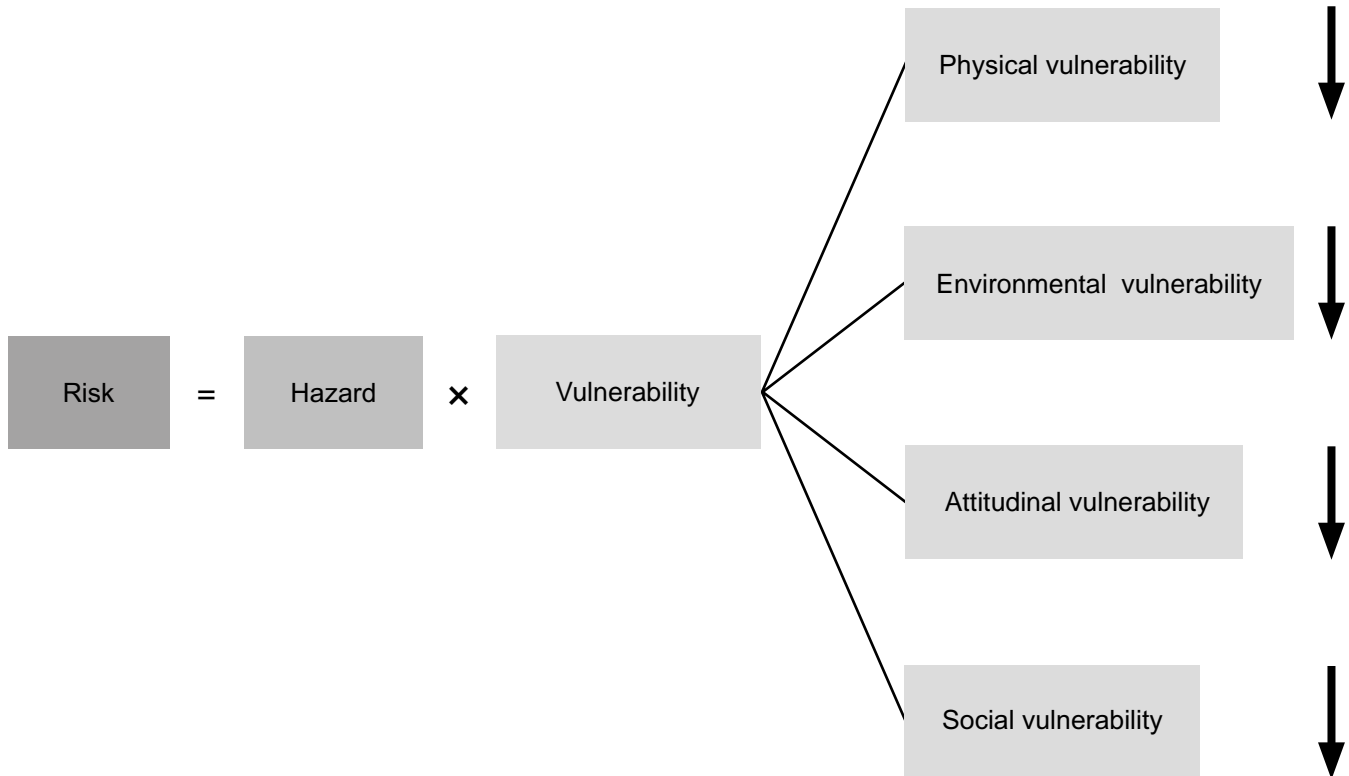 Physical vulnerability
Environmental  vulnerability
Risk = Hazard × Vulnerability
Attitudinal vulnerability
Social vulnerability